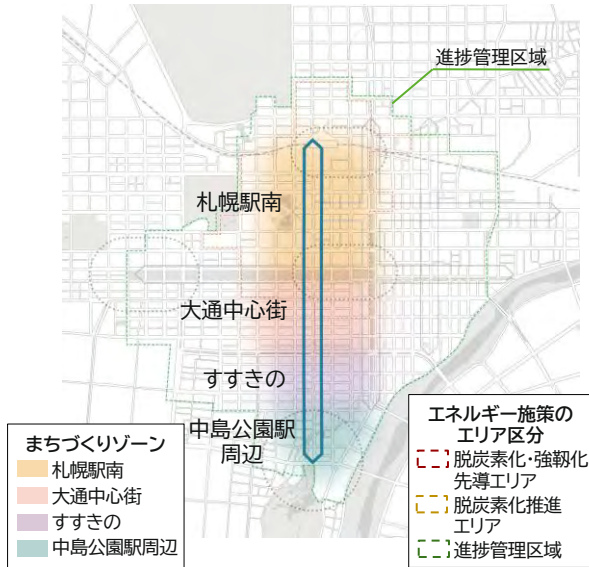 進捗管理区域
札幌駅南
大通中心街
すすきの
中島公園駅
周辺
まちづくりゾーン
札幌駅南
大通中心街
すすきの
中島公園駅周辺
エネルギー施策の
エリア区分
脱炭素化・強靱化
先導エリア
脱炭素化推進
エリア
進捗管理区域